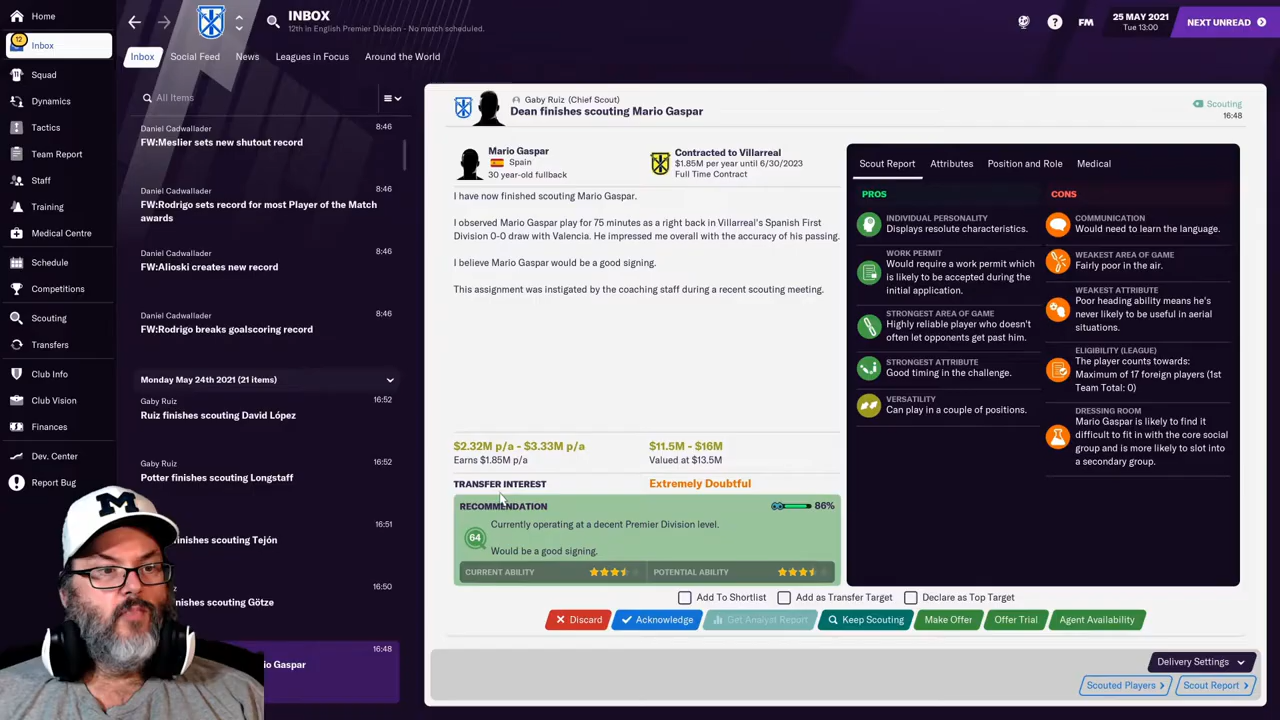 Home
12
Inbox
Squad
Dynamics
Tactics
Team Report
Staff
Training
Medical Centre
Schedule
Competitions
Scouting
Transfers
Club Info
Club Vision
Finances
Dev. Center
Report Bug
INBOX
12th in English Premier Division - No match scheduled.
FM
25 MAY 2021
Tue 13:00
NEXT UNREAD
Inbox
Social Feed
News
Leagues in Focus
Around the World
All Items
Daniel Cadwallader
8:46
FW:Meslier sets new shutout record
Daniel Cadwallader
8:46
FW:Rodrigo sets record for most Player of the Match
awards
Daniel Cadwallader
8:46
FW:Alioski creates new record
Daniel Cadwallader
8:46
FW:Rodrigo breaks goalscoring record
Monday May 24th 2021 (21 items)
Gaby Ruiz
16:52
Ruiz finishes scouting David López
Gaby Ruiz
16:52
Potter finishes scouting Longstaff
16:51
finishes scouting Tejón
16:50
finishes scouting Götze
16:48
Gaspar
Gaby Ruiz (Chief Scout)
Dean finishes scouting Mario Gaspar
Scouting
16:48
Mario Gaspar
Spain
30 year-old fullback
Contracted to Villarreal
$1.85M per year until 6/30/2023
Full Time Contract
I have now finished scouting Mario Gaspar.
I observed Mario Gaspar play for 75 minutes as a right back in Villarreal's Spanish First
Division 0-0 draw with Valencia. He impressed me overall with the accuracy of his passing.
I believe Mario Gaspar would be a good signing.
This assignment was instigated by the coaching staff during a recent scouting meeting.
$2.32M p/a - $3.33M p/a
Earns $1.85M p/a
$11.5M - $16M
Valued at $13.5M
TRANSFER INTEREST
Extremely Doubtful
RECOMMENDATION
86%
64
Currently operating at a decent Premier Division level.
Would be a good signing.
CURRENT ABILITY
POTENTIAL ABILITY
Scout Report
Attributes
Position and Role
Medical
PROS
INDIVIDUAL PERSONALITY
Displays resolute characteristics.
WORK PERMIT
Would require a work permit which
is likely to be accepted during the
initial application.
STRONGEST AREA OF GAME
Highly reliable player who doesn't
often let opponents get past him.
STRONGEST ATTRIBUTE
Good timing in the challenge.
VERSATILITY
Can play in a couple of positions.
CONS
COMMUNICATION
Would need to learn the language.
WEAKEST AREA OF GAME
Fairly poor in the air.
WEAKEST ATTRIBUTE
Poor heading ability means he's
never likely to be useful in aerial
situations.
ELIGIBILITY (LEAGUE)
The player counts towards:
Maximum of 17 foreign players (1st
Team Total: 0)
DRESSING ROOM
Mario Gaspar is likely to find it
difficult to fit in with the core social
group and is more likely to slot into
a secondary group.
Add To Shortlist
Add as Transfer Target
Declare as Top Target
Discard
Acknowledge
Get Analyst Report
Keep Scouting
Make Offer
Offer Trial
Agent Availability
Delivery Settings
Scouted Players
Scout Report
M